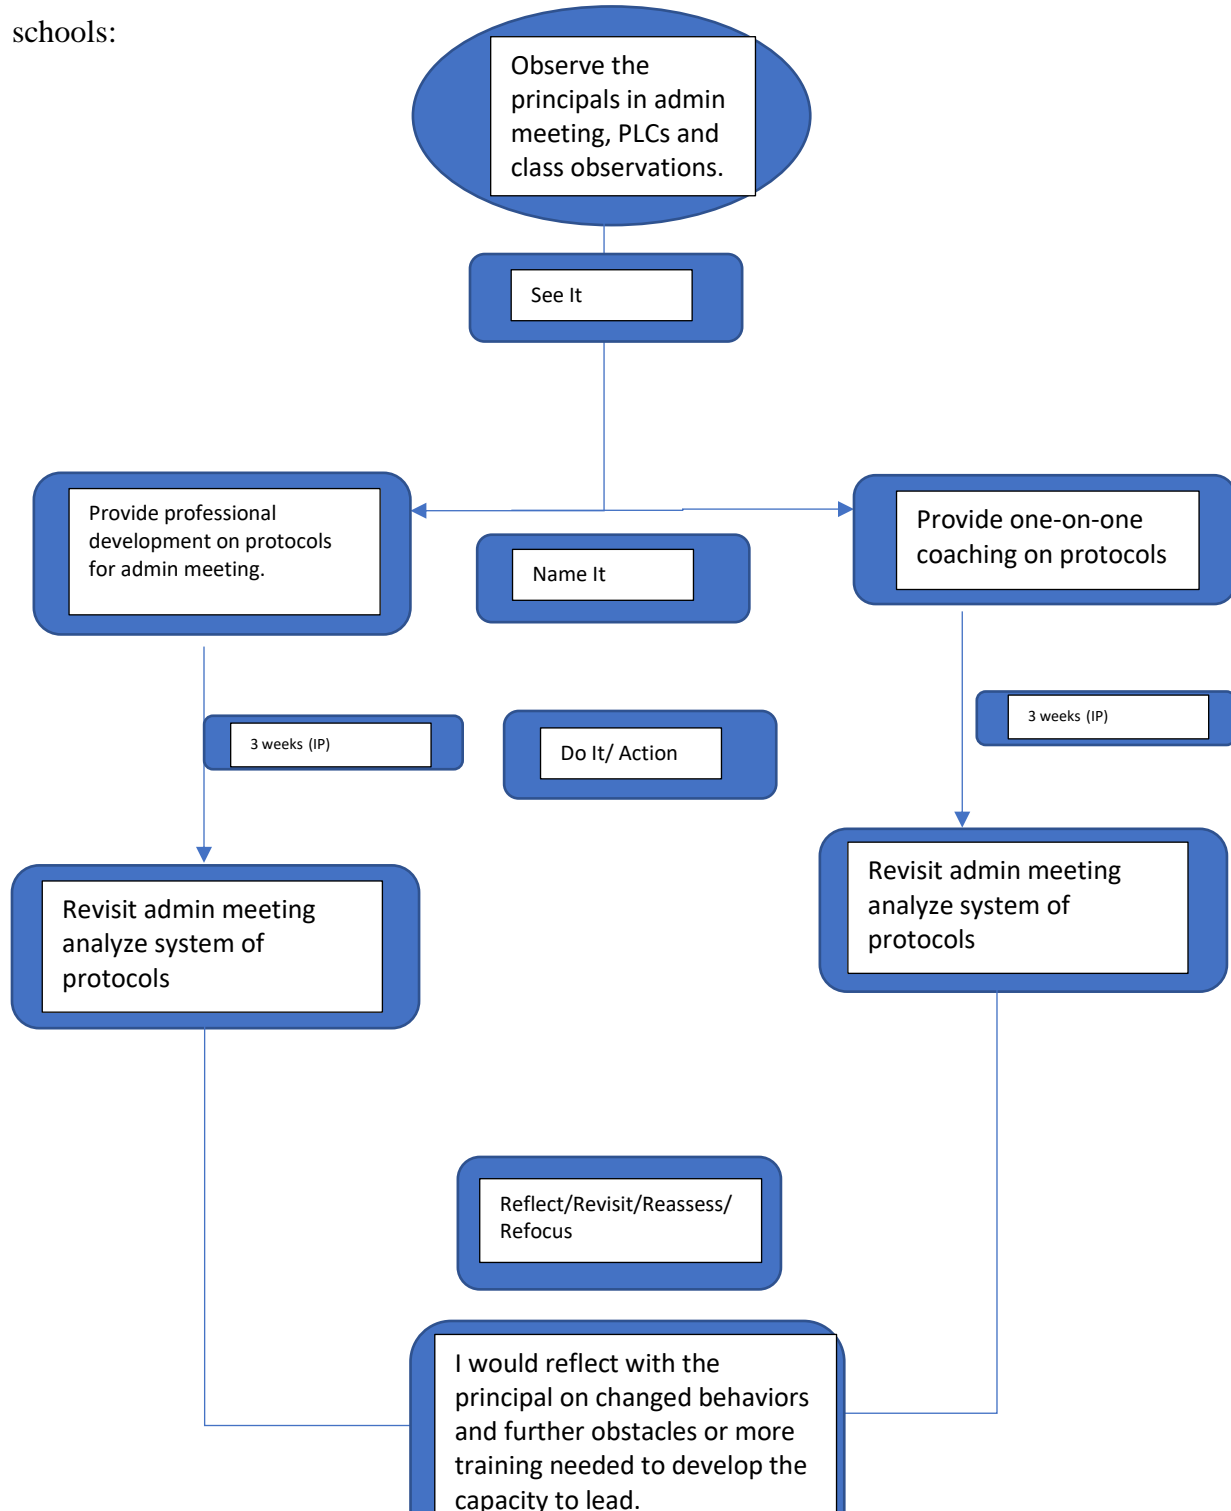 schools:
Observe the
principals in admin
meeting, PLCs and
class observations.
See It
Provide professional
development on protocols
for admin meeting.
Name It
Provide one-on-one
coaching on protocols
3 weeks (IP)
Do It/ Action
3 weeks (IP)
Revisit admin meeting
analyze system of
protocols
Revisit admin meeting
analyze system of
protocols
Reflect/Revisit/Reassess/
Refocus
I would reflect with the
principal on changed behaviors
and further obstacles or more
training needed to develop the
capacity to lead.